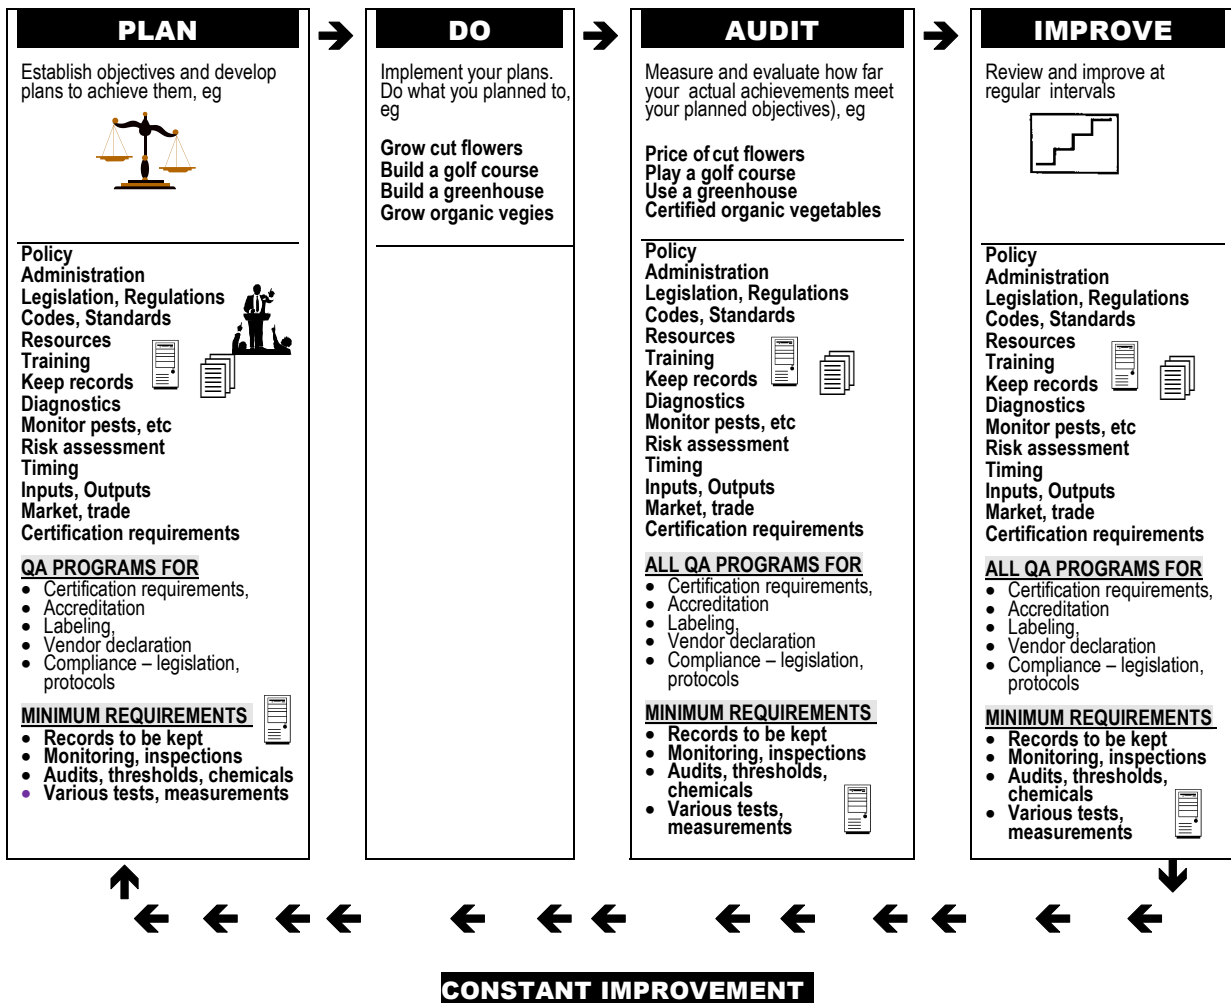 PLAN
Establish objectives and develop
plans to achieve them, eg
Policy
Administration
Legislation, Regulations
Codes, Standards
Resources
Training
Keep records
Diagnostics
Monitor pests, etc
Risk assessment
Timing
Inputs, Outputs
Market, trade
Certification requirements
QA PROGRAMS FOR
• Certification requirements,
• Accreditation
• Labeling,
• Vendor declaration
• Compliance – legislation,
protocols
MINIMUM REQUIREMENTS
• Records to be kept
• Monitoring, inspections
• Audits, thresholds, chemicals
• Various tests, measurements
DO
Implement your plans.
Do what you planned to,
eg
Grow cut flowers
Build a golf course
Build a greenhouse
Grow organic vegies
AUDIT
Measure and evaluate how far
your actual achievements meet
your planned objectives), eg
Price of cut flowers
Play a golf course
Use a greenhouse
Certified organic vegetables
Policy
Administration
Legislation, Regulations
Codes, Standards
Resources
Training
Keep records
Diagnostics
Monitor pests, etc
Risk assessment
Timing
Inputs, Outputs
Market, trade
Certification requirements
ALL QA PROGRAMS FOR
• Certification requirements,
• Accreditation
• Labeling,
• Vendor declaration
• Compliance – legislation,
protocols
MINIMUM REQUIREMENTS
• Records to be kept
• Monitoring, inspections
• Audits, thresholds,
chemicals
• Various tests,
measurements
IMPROVE
Review and improve at
regular intervals
Policy
Administration
Legislation, Regulations
Codes, Standards
Resources
Training
Keep records
Diagnostics
Monitor pests, etc
Risk assessment
Timing
Inputs, Outputs
Market, trade
Certification requirements
ALL QA PROGRAMS FOR
• Certification requirements,
• Accreditation
• Labeling,
• Vendor declaration
• Compliance – legislation,
protocols
MINIMUM REQUIREMENTS
• Records to be kept
• Monitoring, inspections
• Audits, thresholds,
chemicals
• Various tests,
measurements
CONSTANT IMPROVEMENT